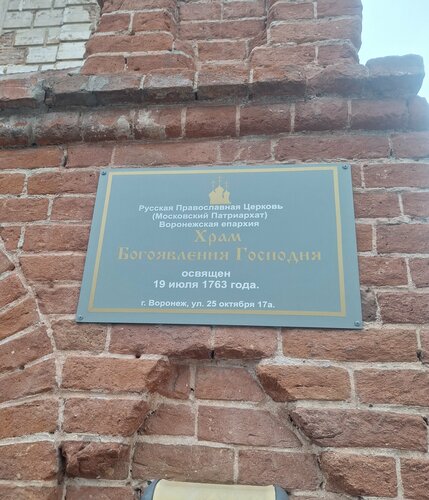 Русская Православная Церковь
(Московский Патриархат)
Воронежская епархия
Храм
Богоявления Господня
освящен
19 июля 1763 года.
г. Воронеж, ул. 25 октября 17а.